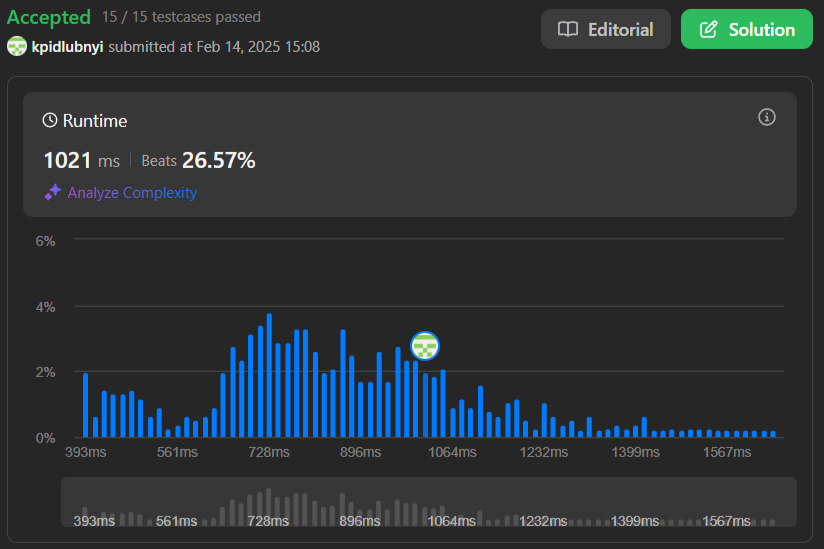 Accepted 15 / 15 testcases passed
kpidlubnyi submitted at Feb 14, 2025 15:08
Editorial
Solution
Runtime
1021 ms Beats 26.57%
Analyze Complexity
6%
4%
2%
0%
393ms 561ms 728ms 896ms 1064ms 1232ms 1399ms 1567ms
393ms 561ms 728ms 896ms 1064ms 1232ms 1399ms 1567ms